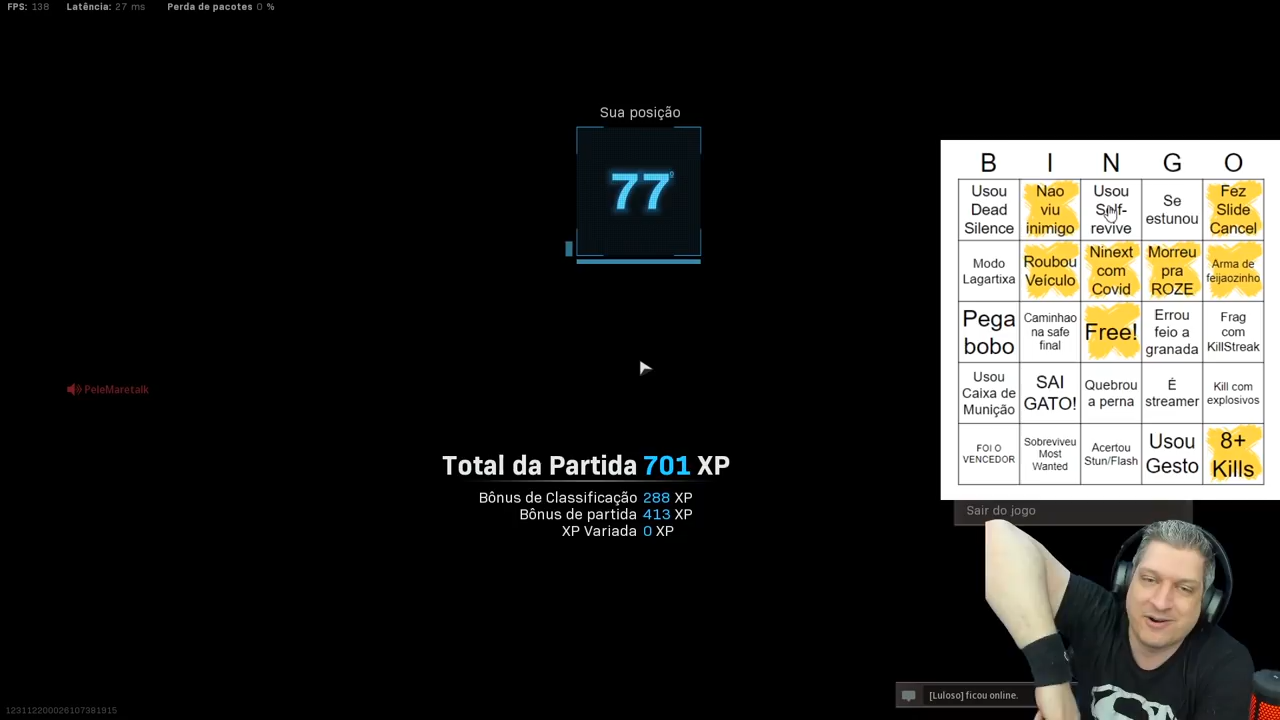 FPS: 138 Latência: 27 ms Perda de pacotes 0 %
Sua posição
77º
PeleMaretalk
Total da Partida 701 XP
Bônus de Classificação 288 XP
Bônus de partida 413 XP
XP Variada 0 XP
B I N G O
Usou Dead Silence
Nao viu inimigo
Usou Self-revive
Se estunou
Fez Slide Cancel
Modo Lagartixa
Roubou Veículo
Ninext com Covid
Morreu pra ROZE
Arma de feijaozinho
Pega bobo
Caminhao na safe final
Free!
Errou feio a granada
Frag com KillStreak
Usou Caixa de Munição
SAI GATO!
Quebrou a perna
É streamer
Kill com explosivos
FOI O VENCEDOR
Sobreviveu Most Wanted
Acertou Stun/Flash
Usou Gesto
8+ Kills
Sair do jogo
[Luloso] ficou online.